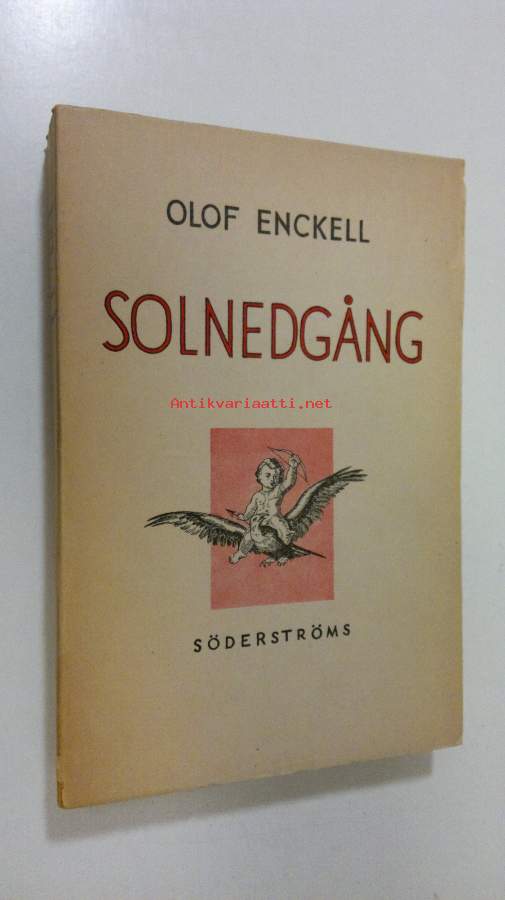 OLOF ENCKELL
SOLNEDGÅNG
Antikvariaatti.net
SÖDERSTRÖMS